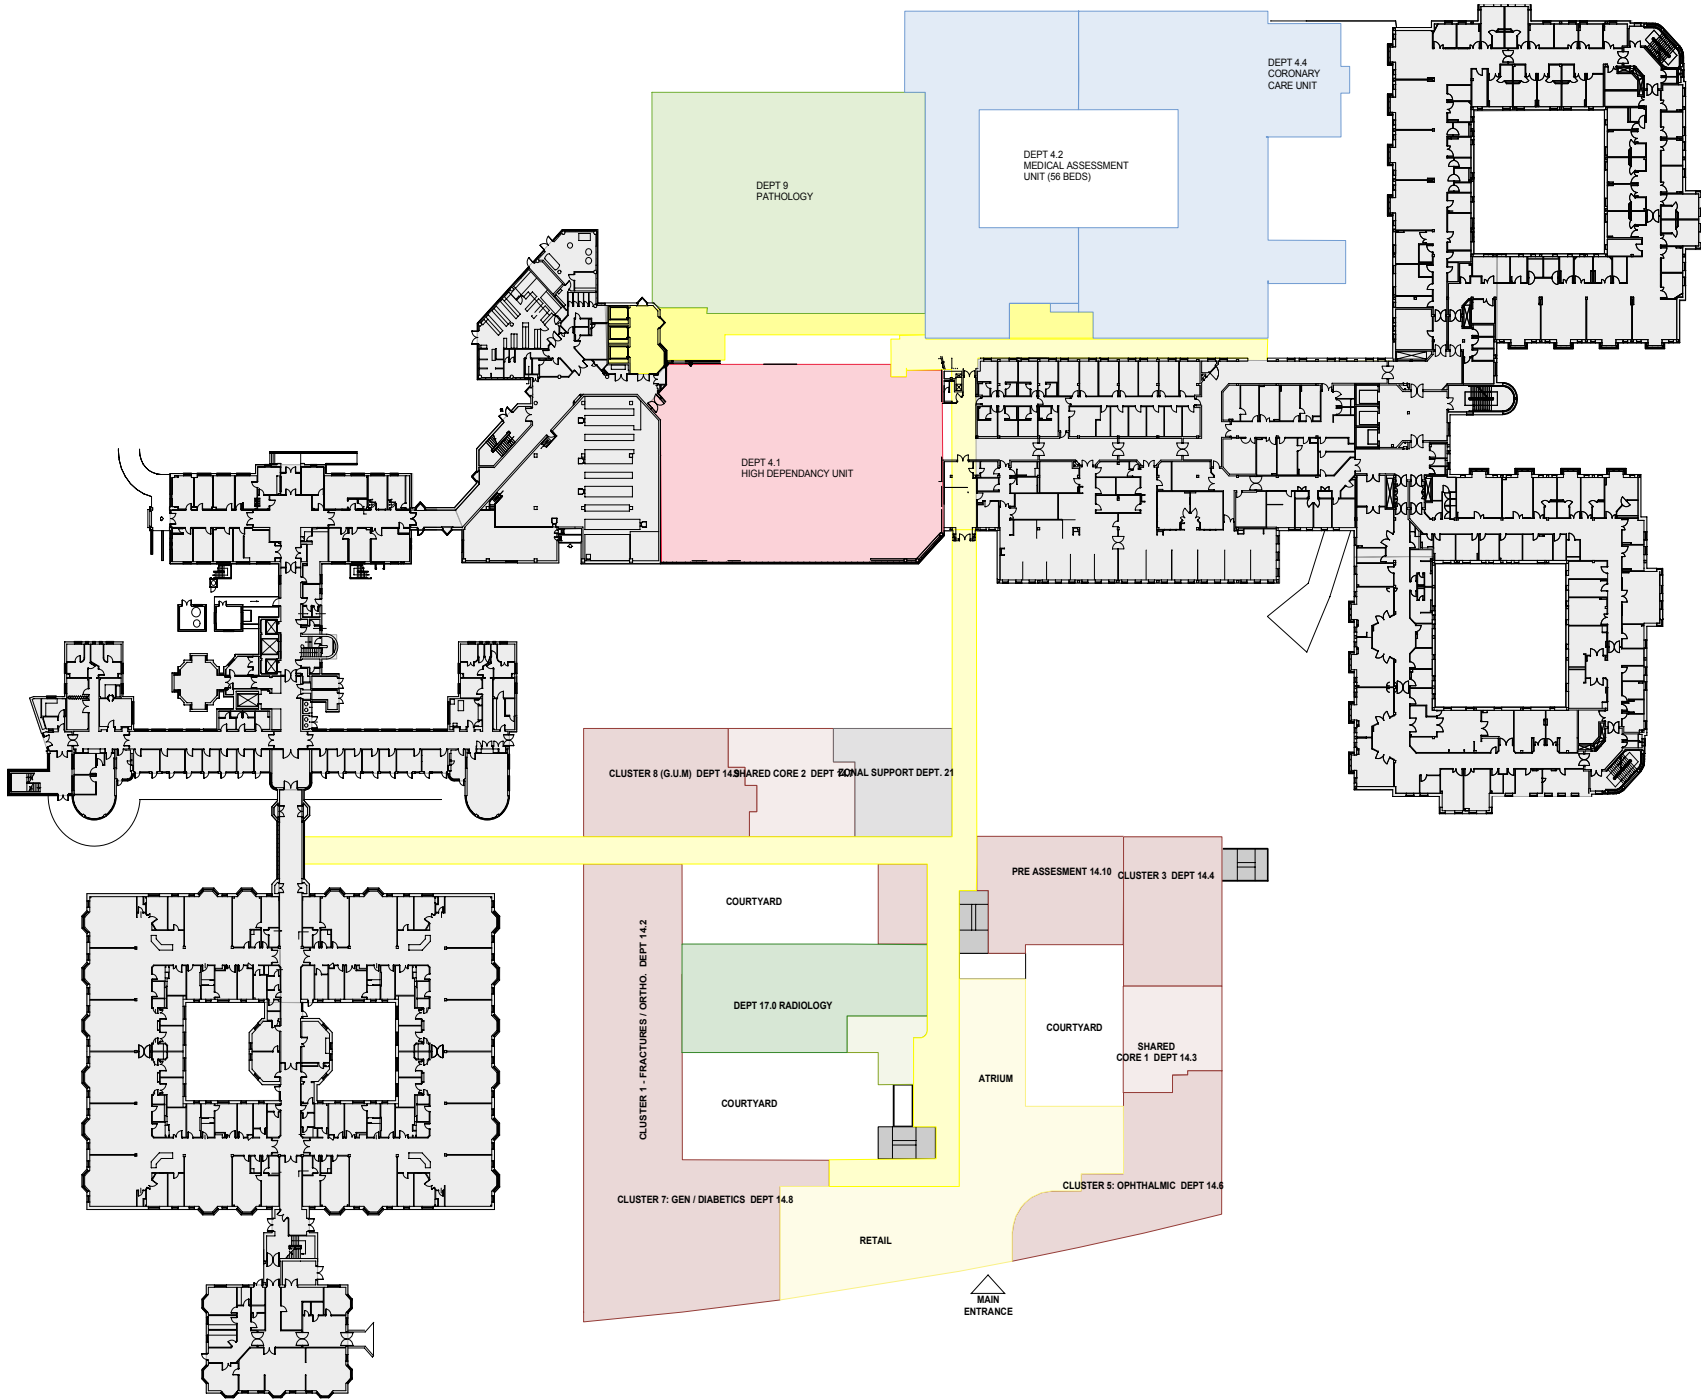 DEPT 4.4
CORONARY
CARE UNIT
DEPT 4.2
MEDICAL ASSESSMENT
UNIT (56 BEDS)
DEPT 9
PATHOLOGY
DEPT 4.1
HIGH DEPENDANCY UNIT
CLUSTER 8 (G.U.M) DEPT 14.9
SHARED CORE 2 DEPT 14.7
ZONAL SUPPORT DEPT. 21
PRE ASSESMENT 14.10
CLUSTER 3 DEPT 14.4
COURTYARD
CLUSTER 1 - FRACTURES / ORTHO. DEPT 14.2
DEPT 17.0 RADIOLOGY
COURTYARD
SHARED
CORE 1 DEPT 14.3
ATRIUM
COURTYARD
CLUSTER 7: GEN / DIABETICS DEPT 14.8
CLUSTER 5: OPHTHALMIC DEPT 14.6
RETAIL
MAIN
ENTRANCE